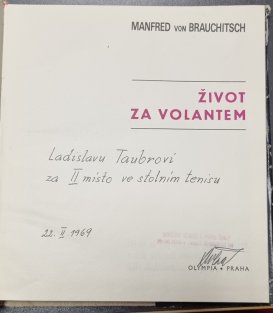 MANFRED VON BRAUCHITSCH
ŽIVOT
ZA VOLANTEM
Ladislavu Taubrovi
za II místo ve stolním tenisu
22. II 1969
OLYMPIA • PRAHA